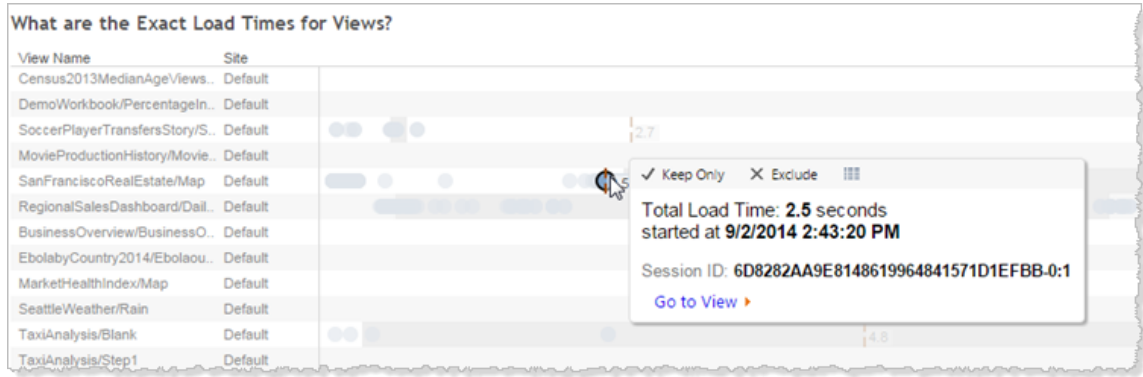 What are the Exact Load Times for Views?
View Name Site
Census2013MedianAgeViews.. Default
DemoWorkbook/PercentageIn.. Default
SoccerPlayerTransfersStory/S.. Default 2.7
MovieProductionHistory/Movie.. Default
SanFranciscoRealEstate/Map Default 5
RegionalSalesDashboard/Dail.. Default
BusinessOverview/BusinessO.. Default
EbolabyCountry2014/Ebolaou.. Default
MarketHealthIndex/Map Default
SeattleWeather/Rain Default
TaxiAnalysis/Blank Default 4.8
TaxiAnalysis/Step1 Default
Keep Only Exclude
Total Load Time: 2.5 seconds
started at 9/2/2014 2:43:20 PM
Session ID: 6D8282AA9E8148619964841571D1EFBB-0:1
Go to View